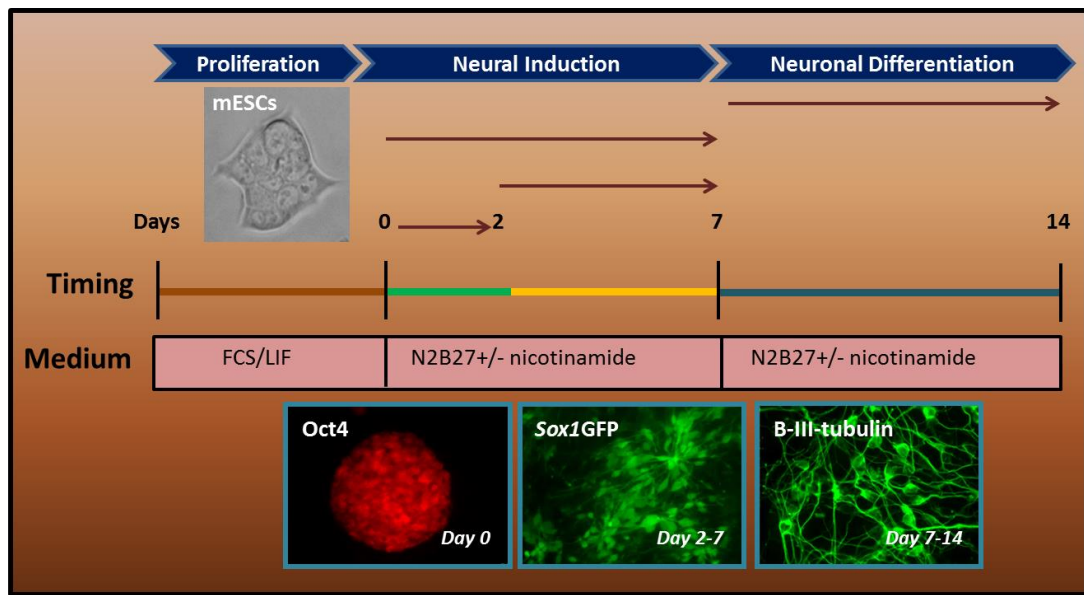 Proliferation
Neural Induction
Neuronal Differentiation
mESCs
Days
0
2
7
14
Timing
Medium
FCS/LIF
N2B27+/- nicotinamide
N2B27+/- nicotinamide
Oct4
Day 0
Sox1GFP
Day 2-7
B-III-tubulin
Day 7-14